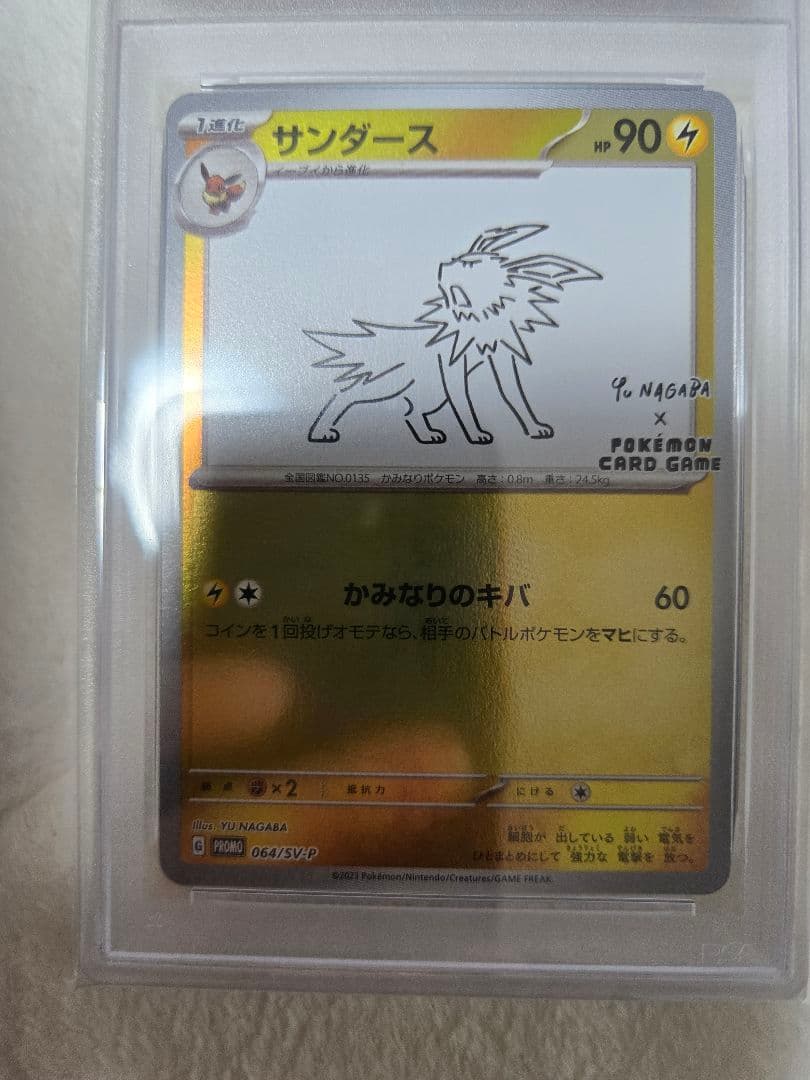 1進化
サンダース
HP 90
イーブイから進化
Yu NAGABA
×
POKÉMON
CARD GAME
全国図鑑NO.0135 かみなりポケモン 高さ:0.8m 重さ:24.5kg
かみなりのキバ 60
コインを1回投げオモテなら、相手のバトルポケモンをマヒにする。
弱点 ×2 抵抗力 にげる
Illus. YU NAGABA
細胞が 出している 弱い 電気を
G PROMO 064/SV-P
ひとまとめにして 強力な 電撃を 放つ。
©2023 Pokémon/Nintendo/Creatures/GAME FREAK